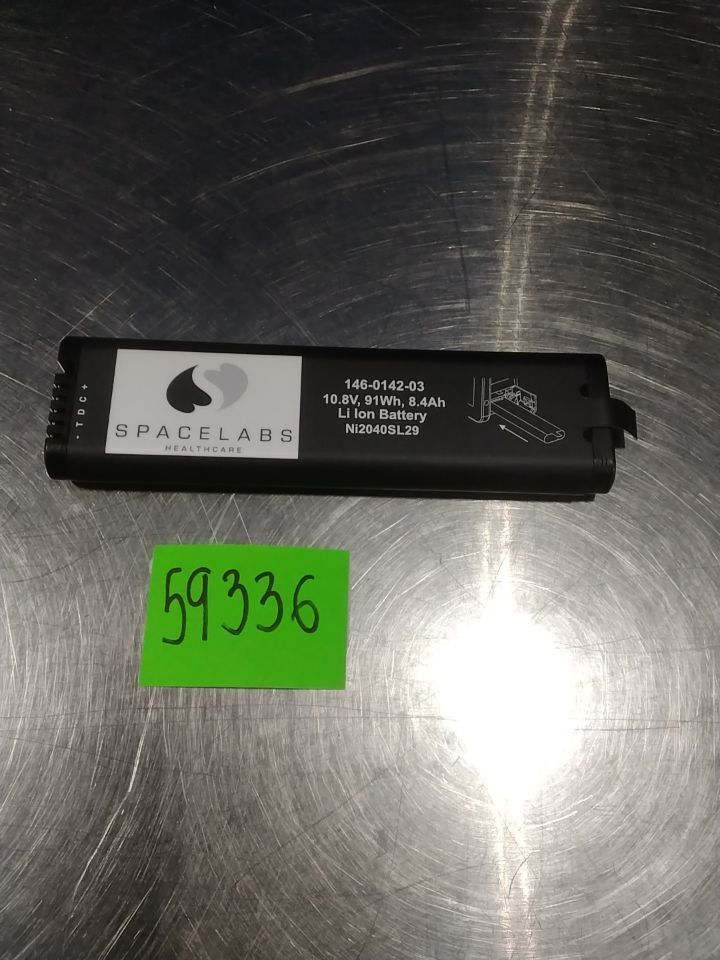 - T D C +
SPACELABS
HEALTHCARE
146-0142-03
10.8V, 91Wh, 8.4Ah
Li Ion Battery
Ni2040SL29
59336